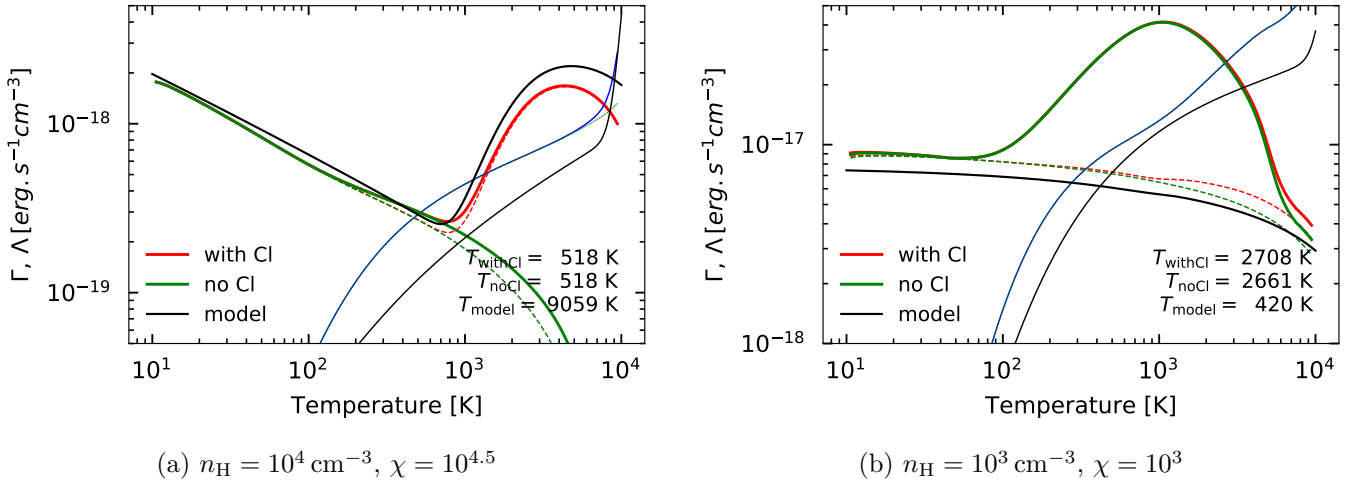 10⁻¹⁸
10⁻¹⁹
Γ, Λ [erg. s⁻¹cm⁻³]
with Cl
no Cl
model
T_withCl = 518 K
T_noCl = 518 K
T_model = 9059 K
10¹ 10² 10³ 10⁴
Temperature [K]
(a) n_H = 10⁴ cm⁻³, χ = 10^4.5
10⁻¹⁷
10⁻¹⁸
Γ, Λ [erg. s⁻¹cm⁻³]
with Cl
no Cl
model
T_withCl = 2708 K
T_noCl = 2661 K
T_model = 420 K
10¹ 10² 10³ 10⁴
Temperature [K]
(b) n_H = 10³ cm⁻³, χ = 10³